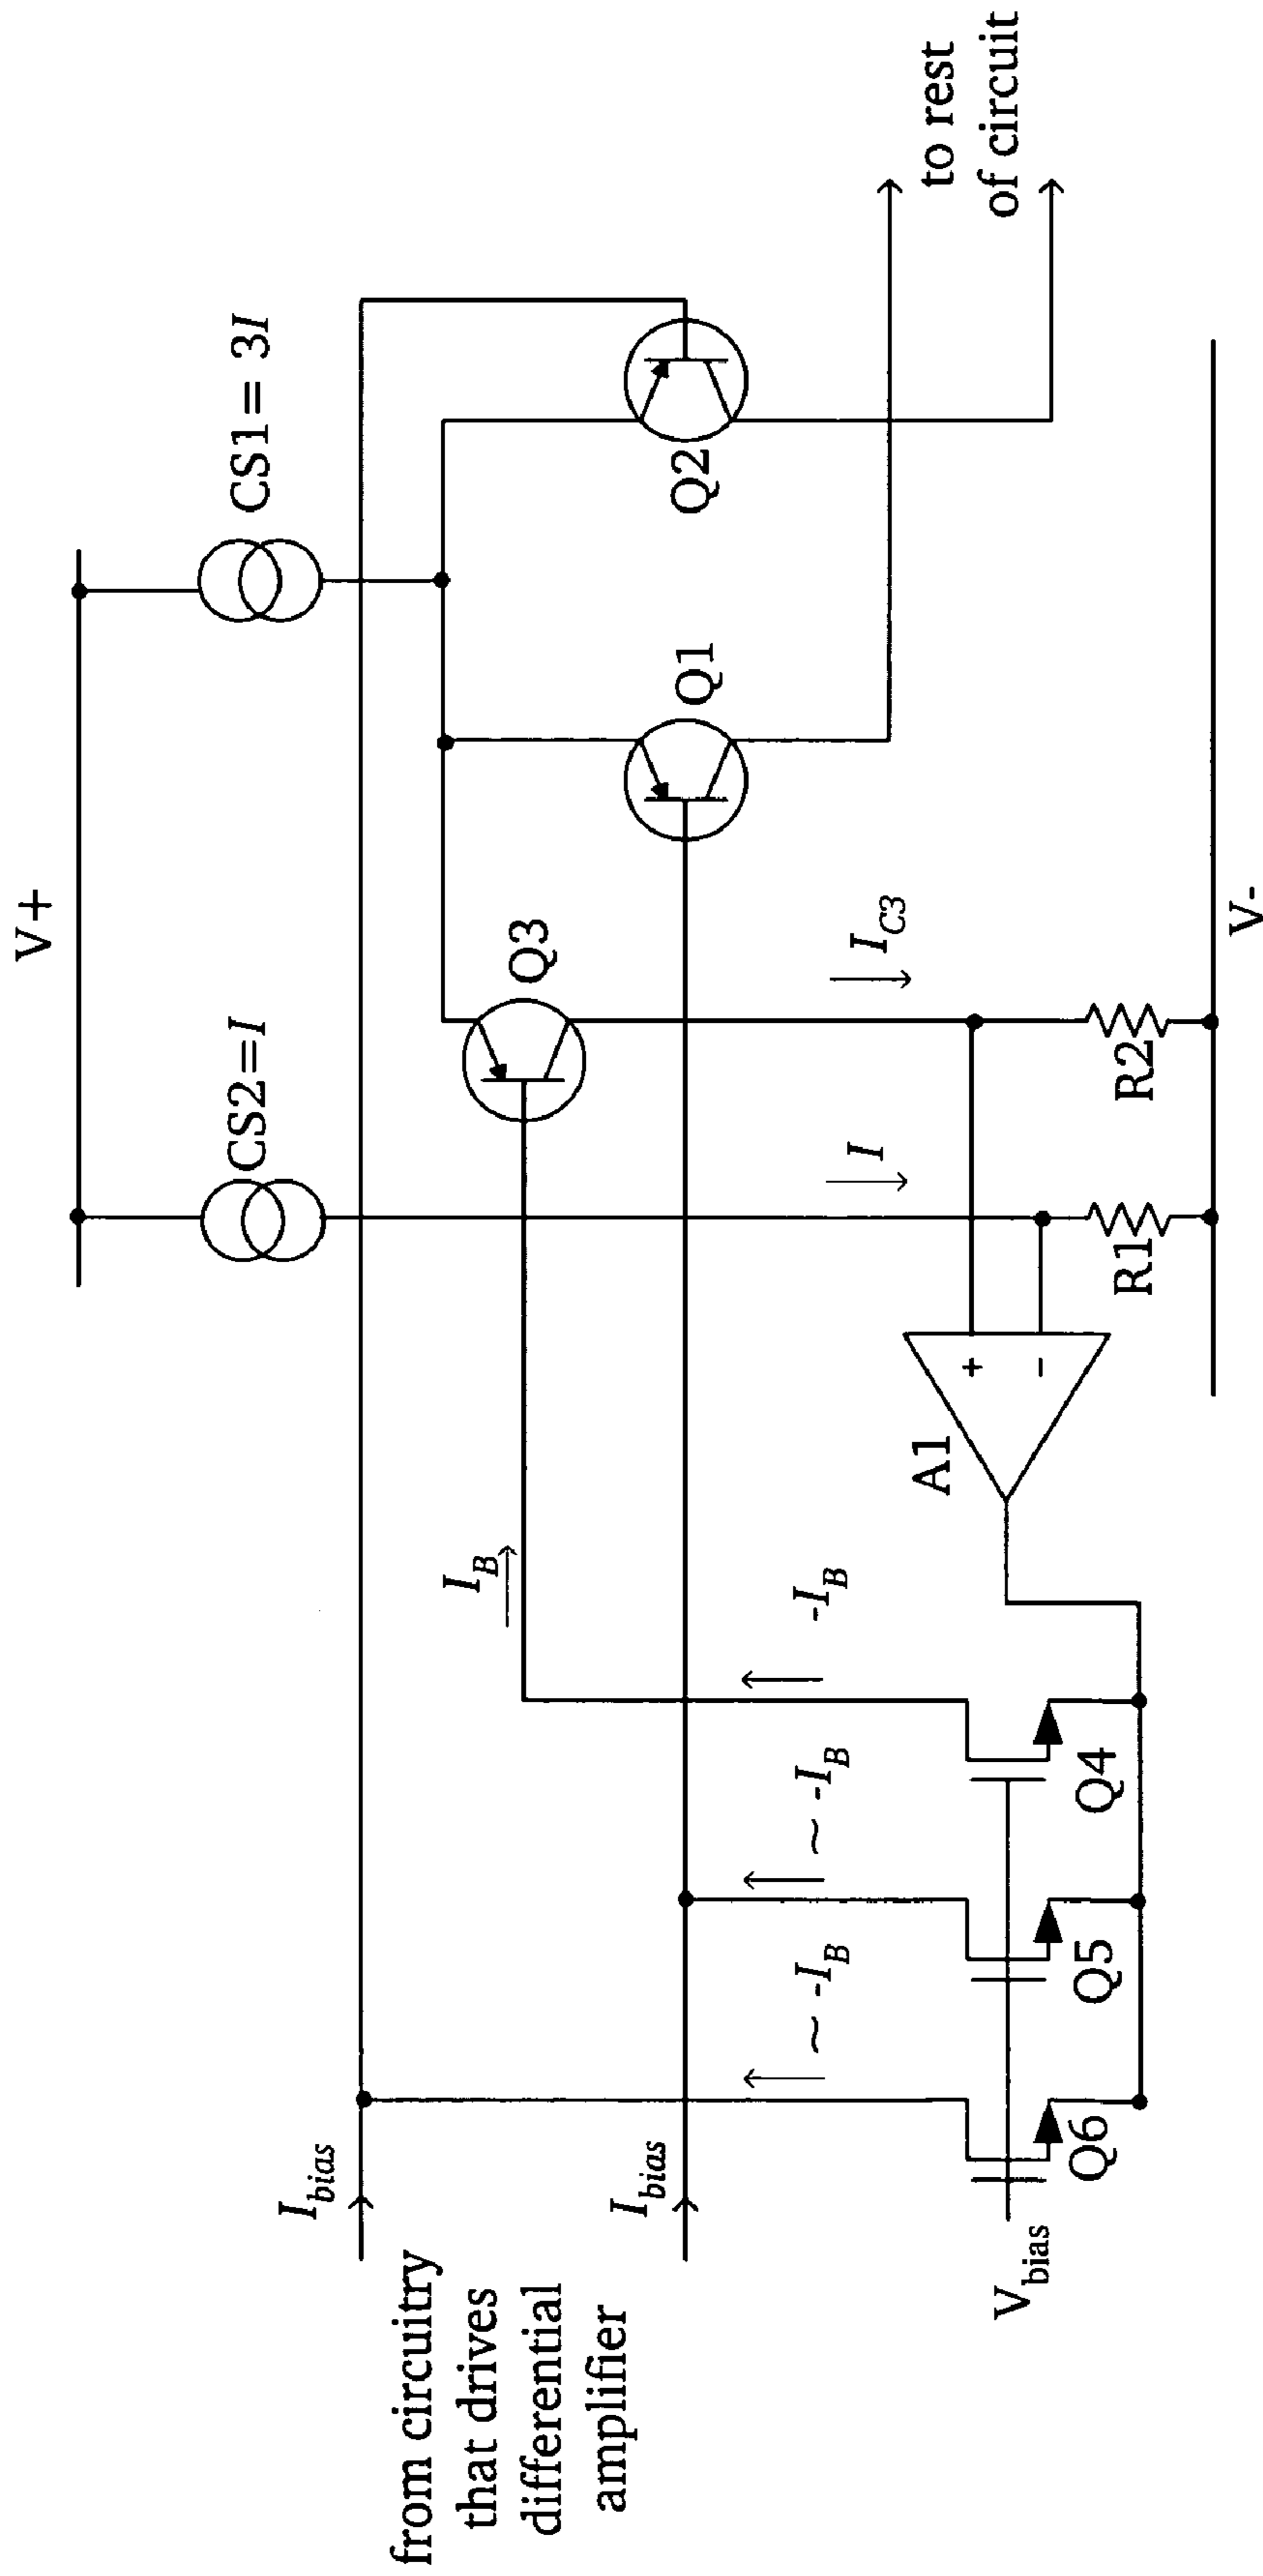 V+
CS2=I
CS1= 3I
I_bias
I_bias
from circuitry
that drives
differential
amplifier
I_B
Q3
Q1
Q2
to rest
of circuit
~ -I_B
~ -I_B
-I_B
I
I_C3
A1
+
-
V_bias
Q6
Q5
Q4
R1
R2
V-